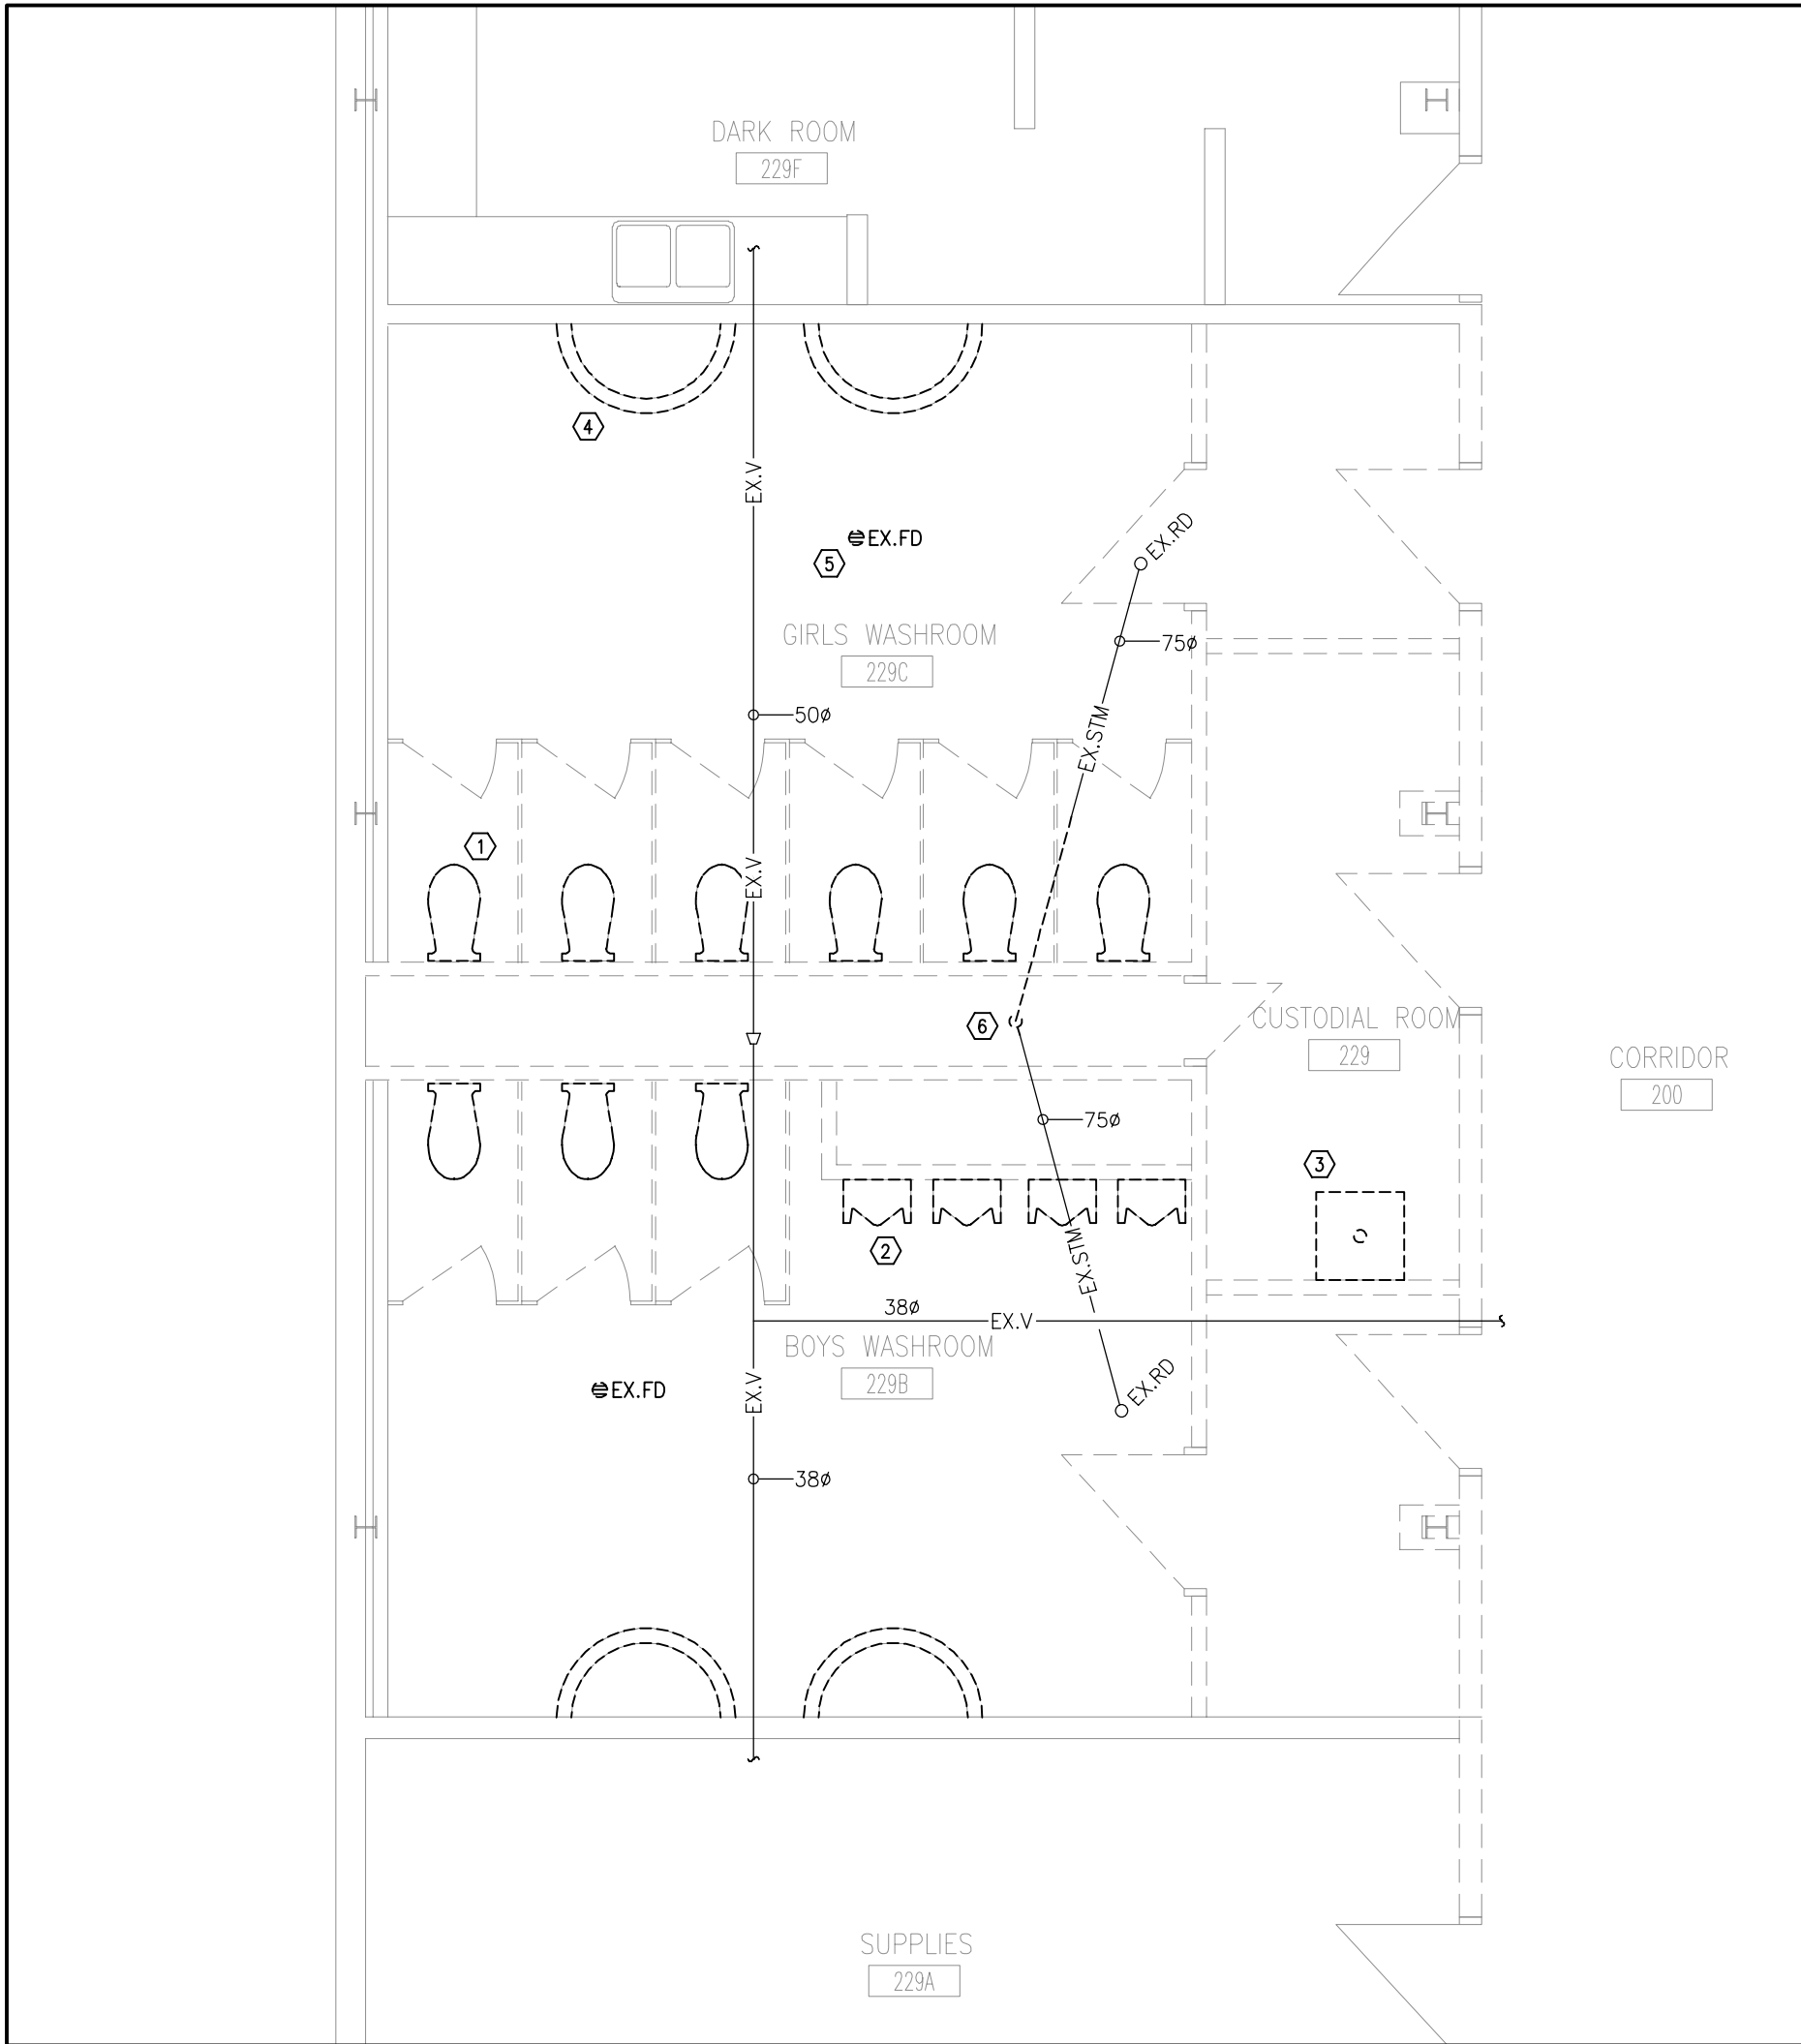 DARK ROOM
229F
4
EX.V
EX.RD
EX.FD
5
GIRLS WASHROOM
75ø
229C
50ø
EX.STM
1
EX.V
6
CUSTODIAL ROOM
229
CORRIDOR
200
75ø
3
2
EX.STM
38ø
EX.V
BOYS WASHROOM
229B
EX.FD
EX.V
EX.RD
38ø
SUPPLIES
229A